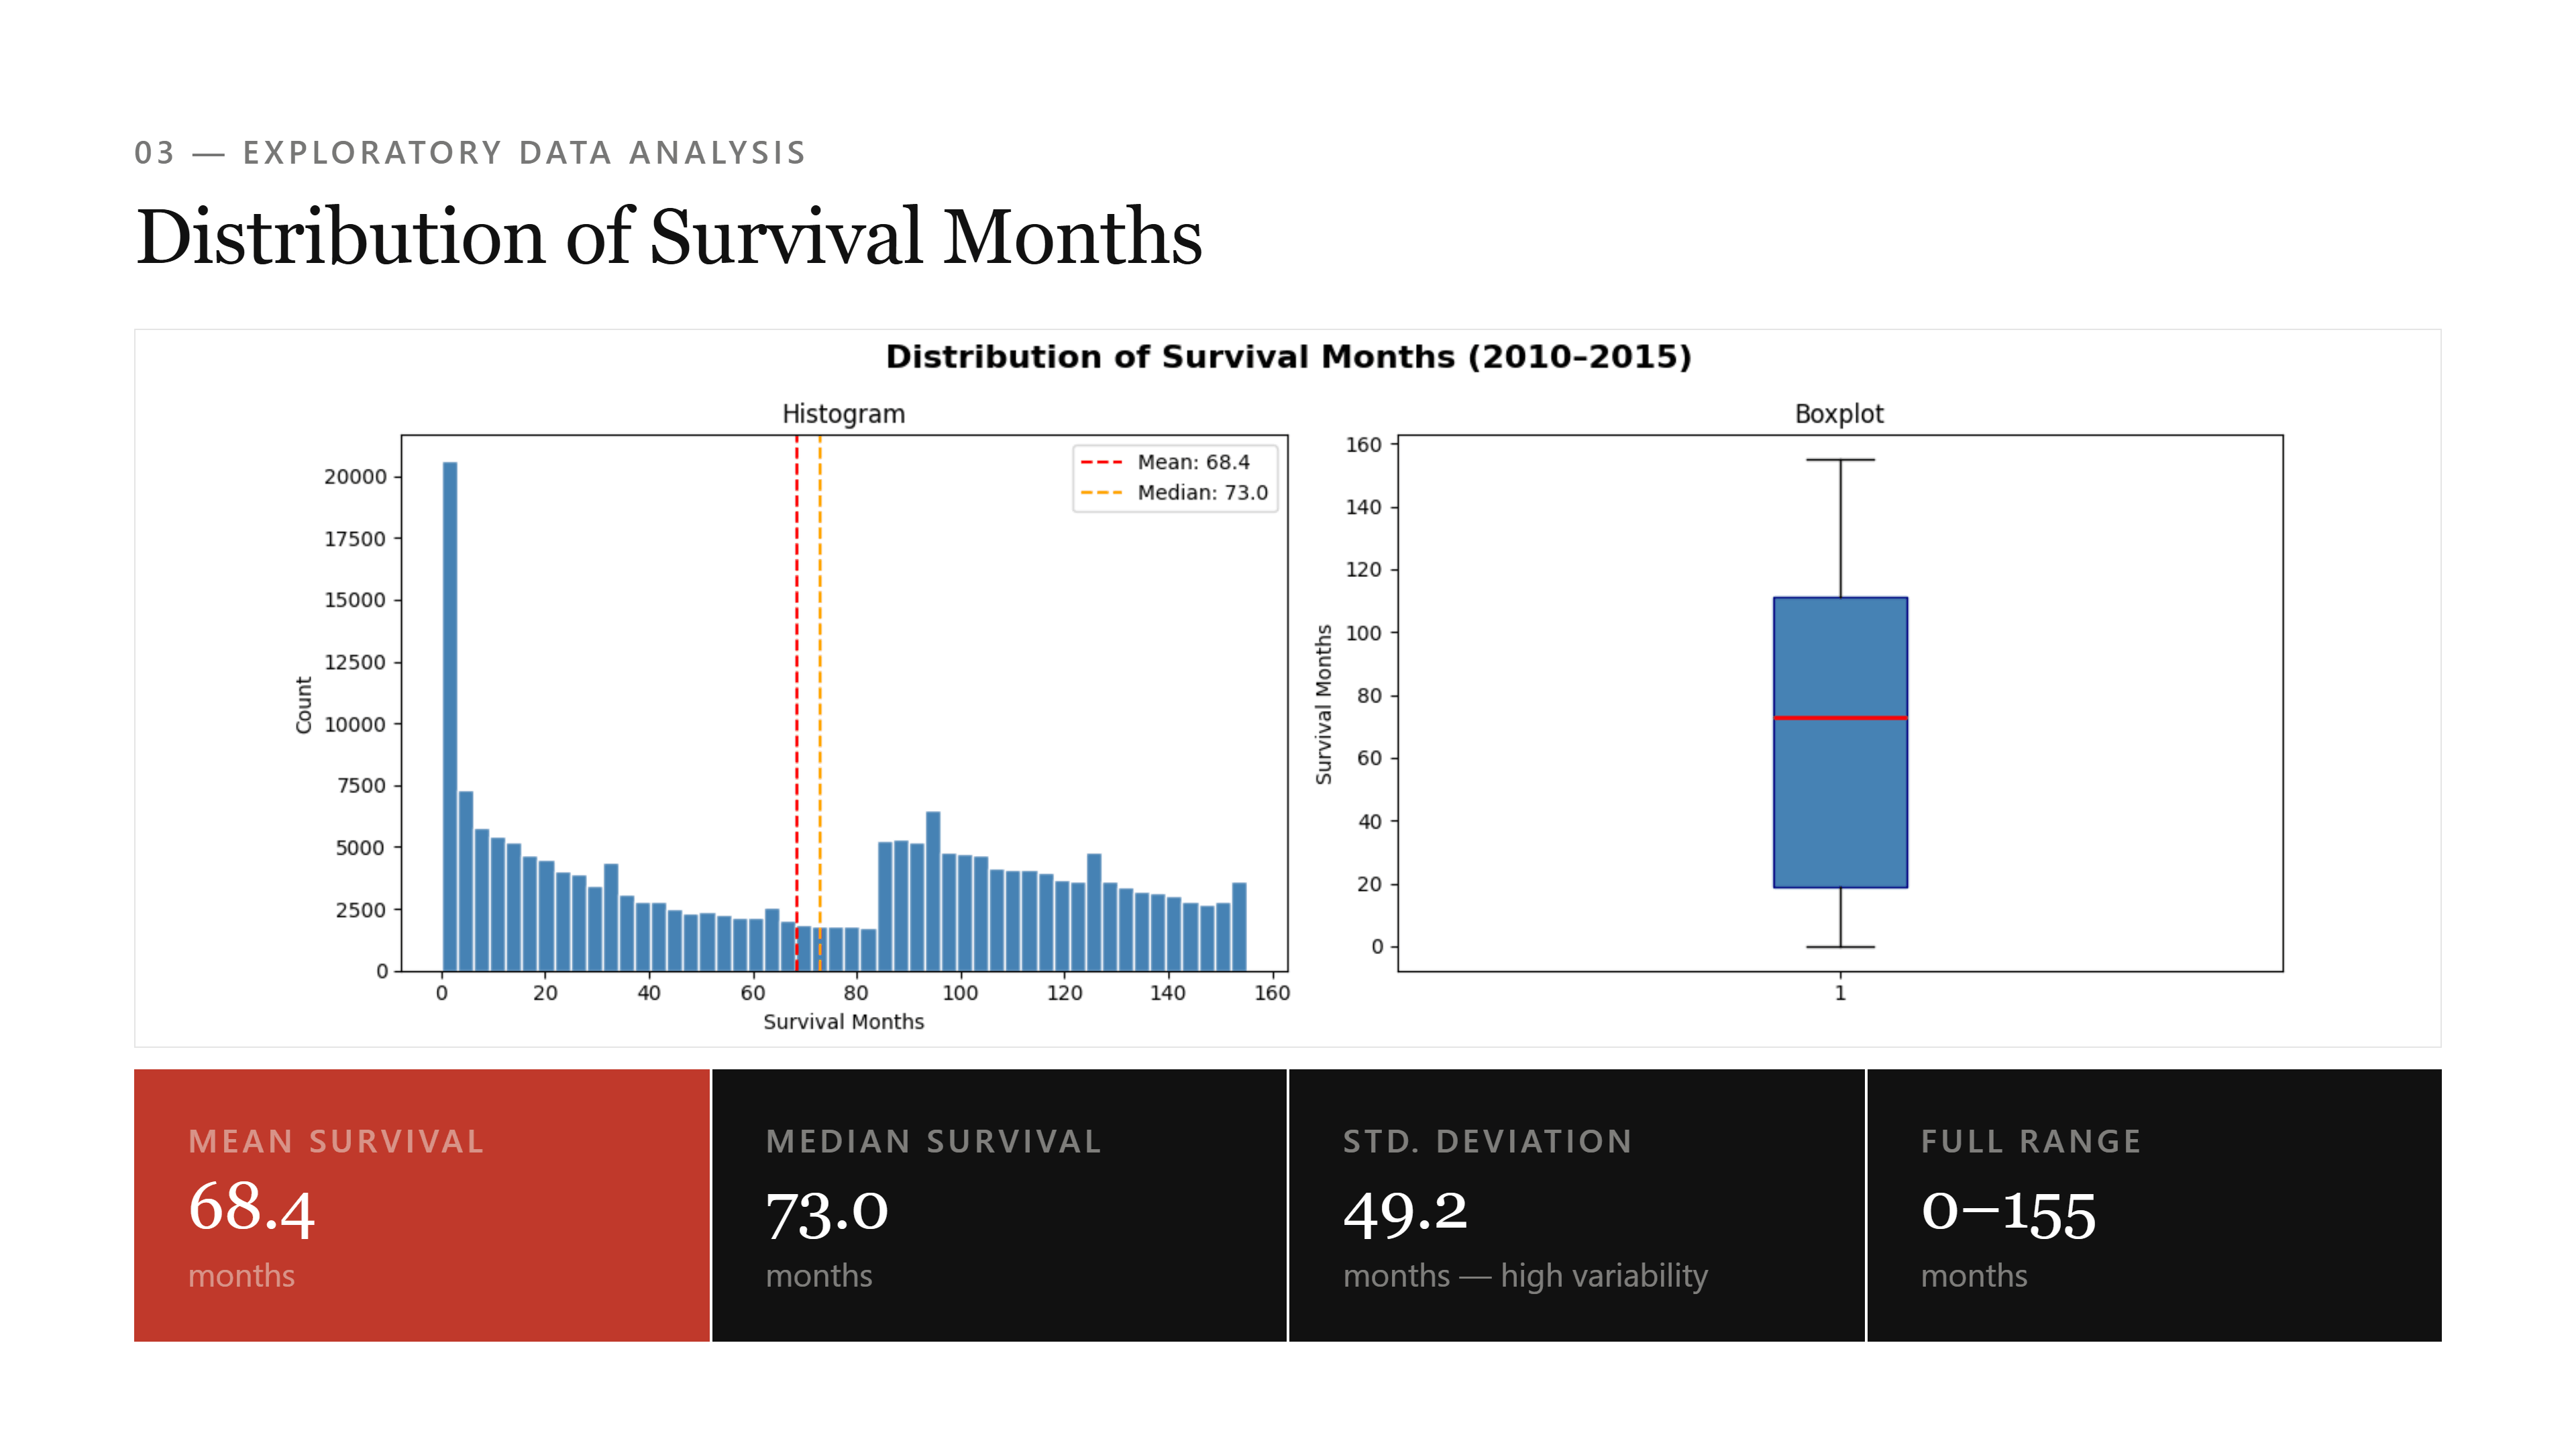 03 — EXPLORATORY DATA ANALYSIS
Distribution of Survival Months
Distribution of Survival Months (2010–2015)
Histogram
Mean: 68.4
Median: 73.0
20000
17500
15000
12500
10000
7500
5000
2500
0
Count
0 20 40 60 80 100 120 140 160
Survival Months
Boxplot
160
140
120
100
80
60
40
20
0
Survival Months
1
MEAN SURVIVAL
68.4
months
MEDIAN SURVIVAL
73.0
months
STD. DEVIATION
49.2
months — high variability
FULL RANGE
0–155
months